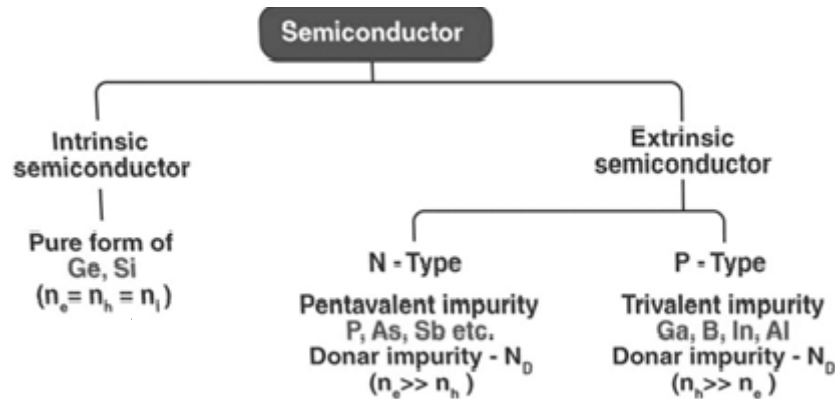 Semiconductor
Intrinsic
semiconductor
Pure form of
Ge, Si
(nₑ= nₕ = nᵢ)
Extrinsic
semiconductor
N - Type
Pentavalent impurity
P, As, Sb etc.
Donar impurity - N_D
(nₑ>> nₕ )
P - Type
Trivalent impurity
Ga, B, In, Al
Donar impurity - N_D
(nₕ>> nₑ )